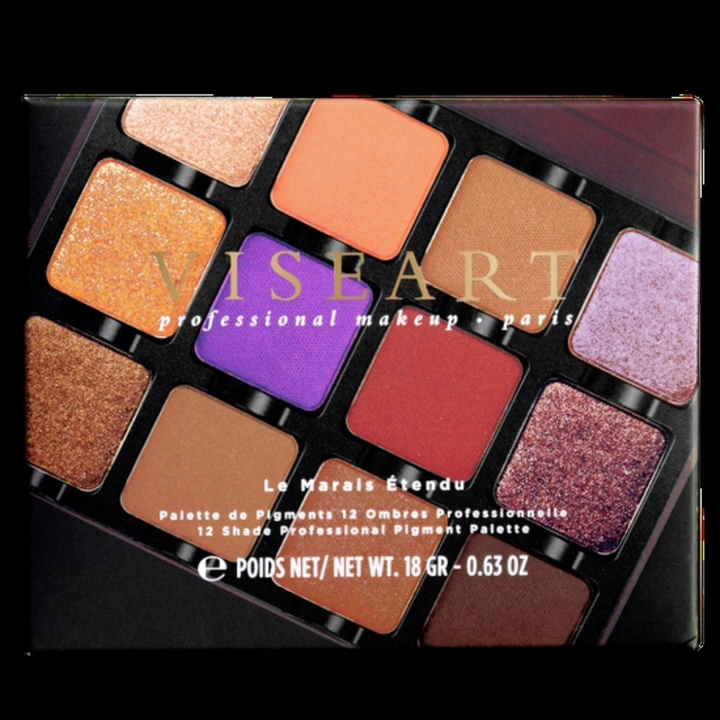 VISEART
professional makeup · paris
Le Marais Étendu
Palette de Pigments 12 Ombres Professionnelle
12 Shade Professional Pigment Palette
℮ POIDS NET/ NET WT. 18 GR - 0.63 OZ